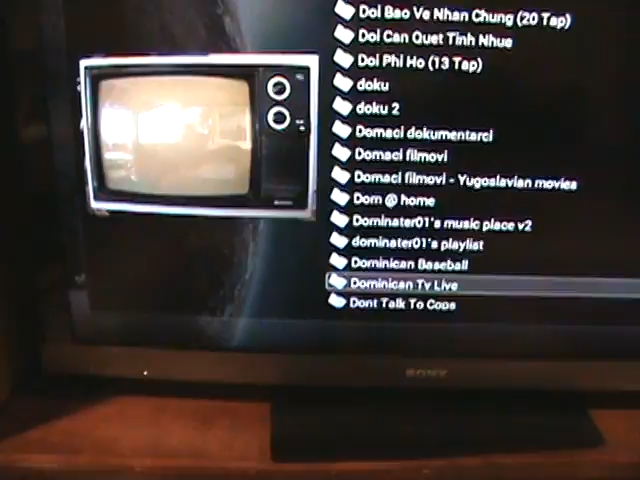 Doi Bao Ve Nhan Chung (20 Tap)
Doi Can Quet Tinh Nhue
Doi Phi Ho (13 Tap)
doku
doku 2
Domaci dokumentarci
Domaci filmovi
Domaci filmovi - Yugoslavian movies
Dom @ home
Dominater01's music place v2
dominater01's playlist
Dominican Baseball
Dominican Tv Live
Dont Talk To Cops
SONY